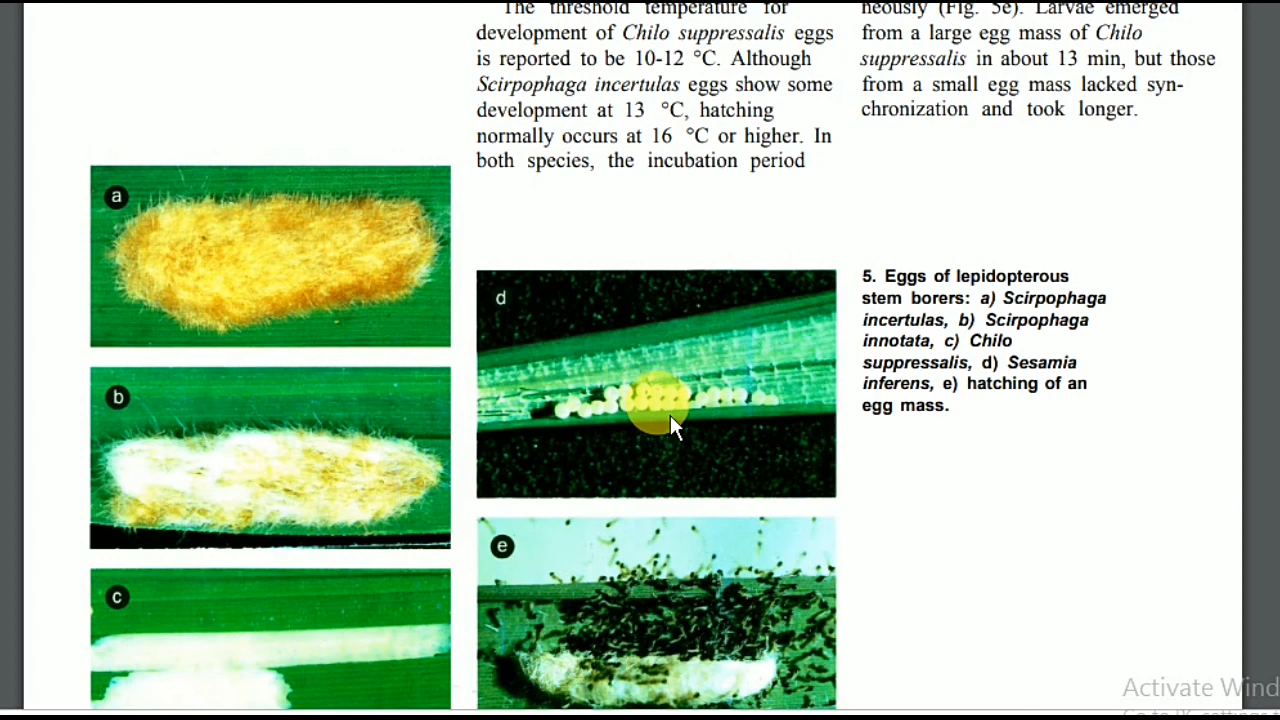 The threshold temperature for
development of Chilo suppressalis eggs
is reported to be 10-12 °C. Although
Scirpophaga incertulas eggs show some
development at 13 °C, hatching
normally occurs at 16 °C or higher. In
both species, the incubation period
neously (Fig. 5e). Larvae emerged
from a large egg mass of Chilo
suppressalis in about 13 min, but those
from a small egg mass lacked syn-
chronization and took longer.
a
b
c
d
e
5. Eggs of lepidopterous
stem borers: a) Scirpophaga
incertulas, b) Scirpophaga
innotata, c) Chilo
suppressalis, d) Sesamia
inferens, e) hatching of an
egg mass.
Activate Wind